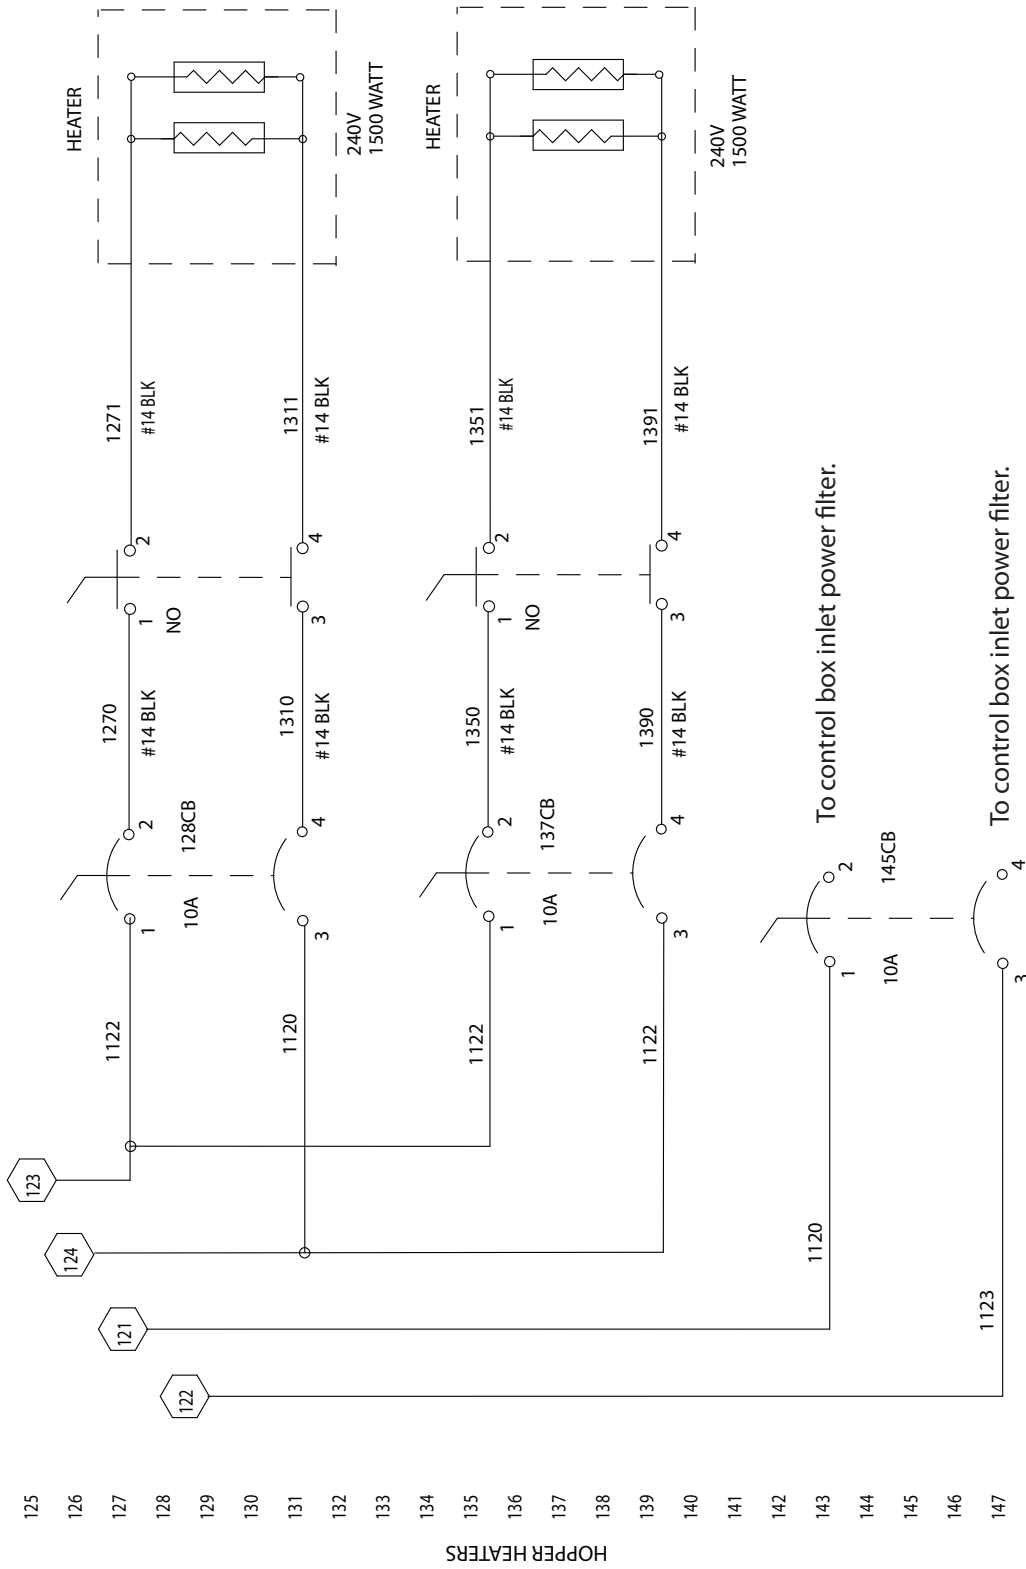 HOPPER HEATERS
125
126
127
128
129
130
131
132
133
134
135
136
137
138
139
140
141
142
143
144
145
146
147
123
124
121
122
1122
1
2
10A
128CB
1270
#14 BLK
1
2
NO
1271
#14 BLK
HEATER
1120
3
4
1310
#14 BLK
3
4
1311
#14 BLK
240V
1500 WATT
1122
1
2
10A
137CB
1350
#14 BLK
1
2
NO
1351
#14 BLK
HEATER
1122
3
4
1390
#14 BLK
3
4
1391
#14 BLK
240V
1500 WATT
1120
1
2
10A
145CB
To control box inlet power filter.
1123
3
4
To control box inlet power filter.